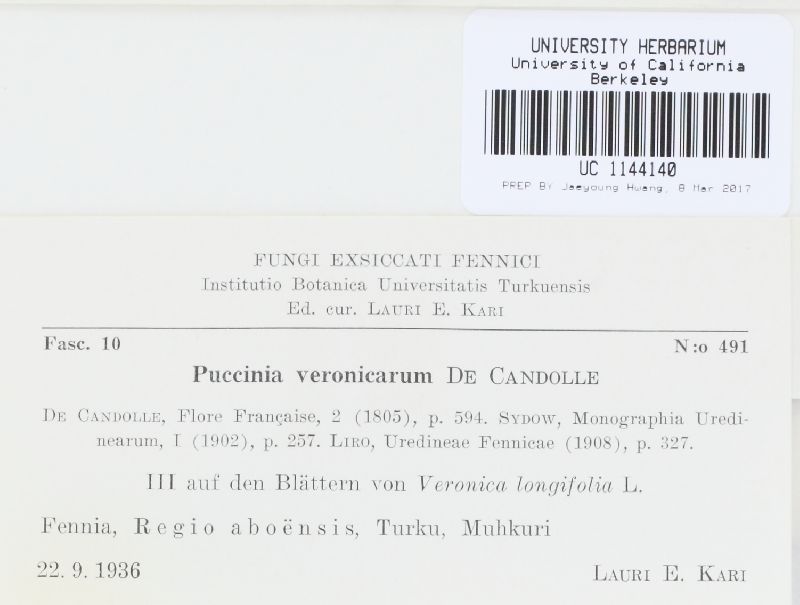 UNIVERSITY HERBARIUM
University of California
Berkeley
UC 1144140
PREP BY Jaeyoung Hwang, 8 Mar 2017
FUNGI EXSICCATI FENNICI
Institutio Botanica Universitatis Turkuensis
Ed. cur. LAURI E. KARI
Fasc. 10 N:o 491
Puccinia veronicarum DE CANDOLLE
DE CANDOLLE, Flore Française, 2 (1805), p. 594. SYDOW, Monographia Uredi-
nearum, I (1902), p. 257. LIRO, Uredineae Fennicae (1908), p. 327.
III auf den Blättern von Veronica longifolia L.
Fennia, Regio aboënsis, Turku, Muhkuri
22. 9. 1936 LAURI E. KARI